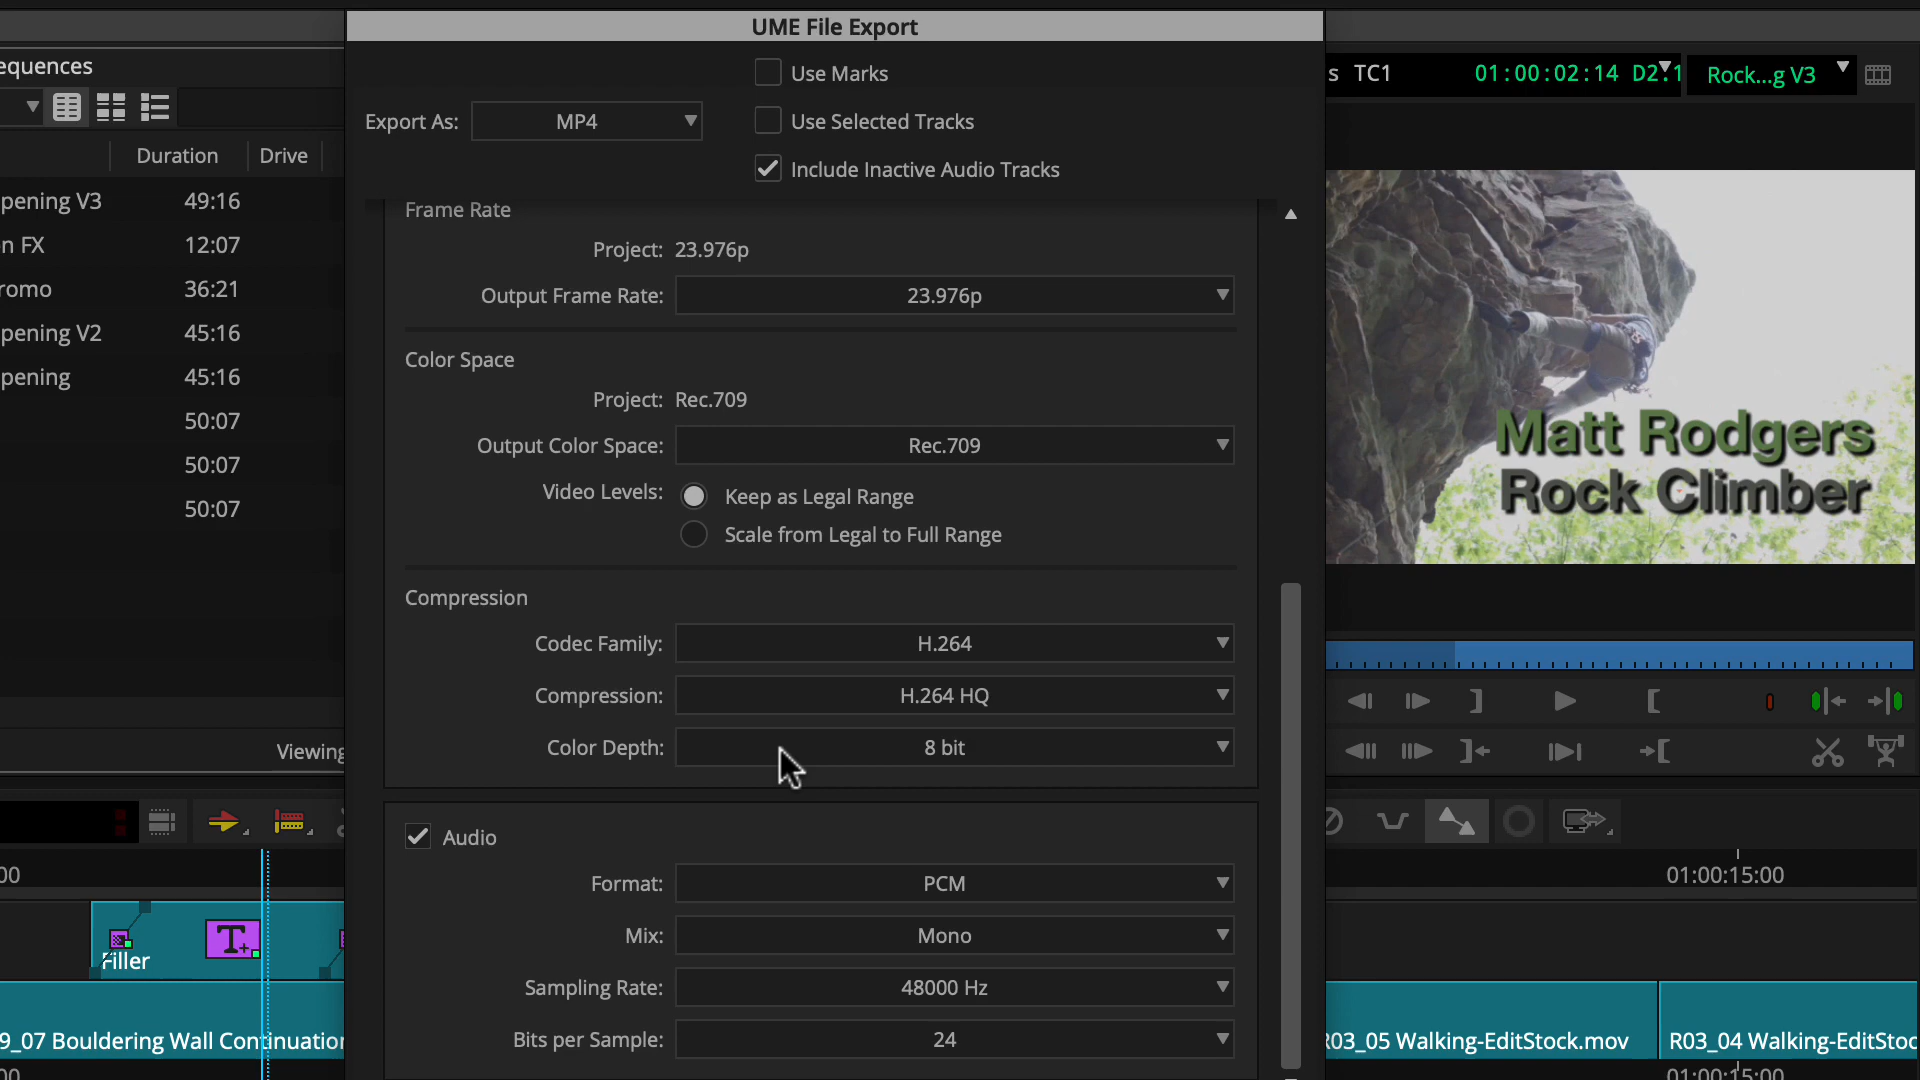 UME File Export
equences
Use Marks
s TC1
01:00:02:14 D2.1
Rock...g V3
Export As:
MP4
Use Selected Tracks
Duration
Drive
Include Inactive Audio Tracks
pening V3
49:16
Frame Rate
n FX
12:07
Project: 23.976p
romo
36:21
Output Frame Rate:
23.976p
pening V2
45:16
Color Space
pening
45:16
Project: Rec.709
50:07
Output Color Space:
Rec.709
50:07
Video Levels:
Keep as Legal Range
50:07
Scale from Legal to Full Range
Matt Rodgers
Rock Climber
Compression
Codec Family:
H.264
Compression:
H.264 HQ
Color Depth:
8 bit
Viewing
Audio
00
Format:
PCM
01:00:15:00
Mix:
Mono
T+
Filler
Sampling Rate:
48000 Hz
9_07 Bouldering Wall Continuation
Bits per Sample:
24
R03_05 Walking-EditStock.mov
R03_04 Walking-EditStoc
00
01:00:15:00